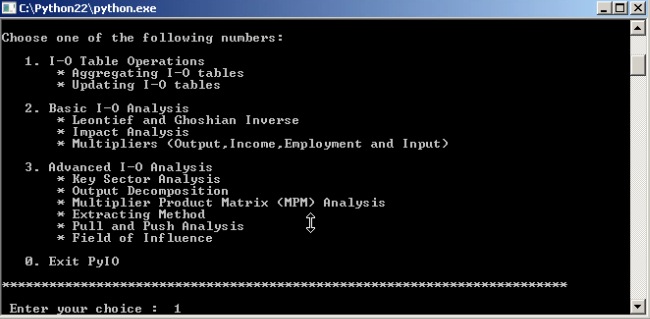 C:\Python22\python.exe
Choose one of the following numbers:
1. I-O Table Operations
* Aggregating I-O tables
* Updating I-O tables
2. Basic I-O Analysis
* Leontief and Ghoshian Inverse
* Impact Analysis
* Multipliers (Output,Income,Employment and Input)
3. Advanced I-O Analysis
* Key Sector Analysis
* Output Decomposition
* Multiplier Product Matrix (MPM) Analysis
* Extracting Method
* Pull and Push Analysis
* Field of Influence
0. Exit PyIO
************************************************************************
Enter your choice : 1